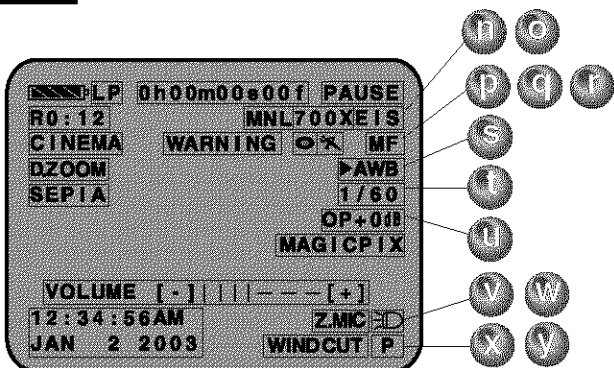 n o
LP 0h00m00s00f PAUSE
R0:12 MNL700XEIS
p q r
CINEMA WARNING MF
s
D.ZOOM ▶AWB
t
SEPIA 1/60
OP+0dB
u
MAGICPIX
VOLUME [-]||||---[+]
v w
12:34:56AM Z.MIC
JAN 2 2003 WINDCUT P
x y